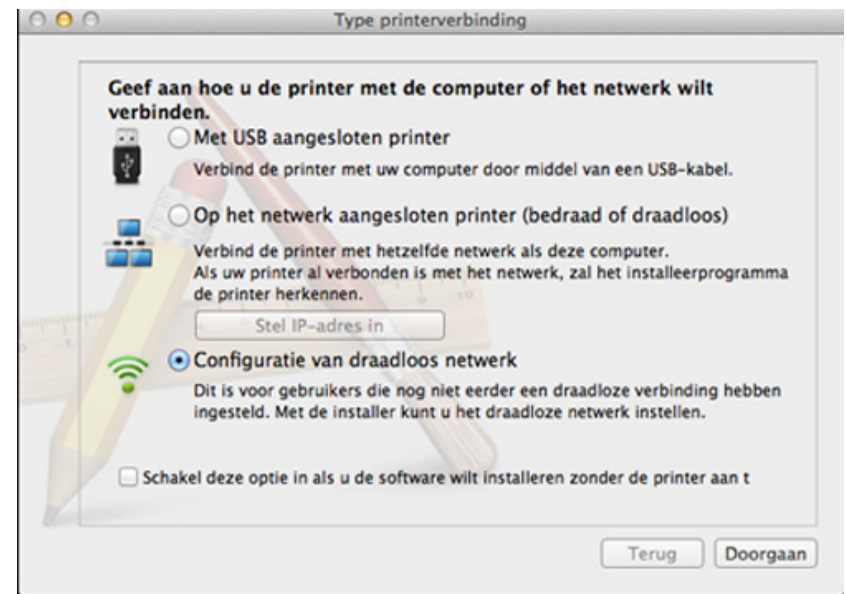 Type printerverbinding
Geef aan hoe u de printer met de computer of het netwerk wilt
verbinden.
Met USB aangesloten printer
Verbind de printer met uw computer door middel van een USB-kabel.
Op het netwerk aangesloten printer (bedraad of draadloos)
Verbind de printer met hetzelfde netwerk als deze computer.
Als uw printer al verbonden is met het netwerk, zal het installeerprogramma
de printer herkennen.
Stel IP-adres in
Configuratie van draadloos netwerk
Dit is voor gebruikers die nog niet eerder een draadloze verbinding hebben
ingesteld. Met de installer kunt u het draadloze netwerk instellen.
Schakel deze optie in als u de software wilt installeren zonder de printer aan t
Terug
Doorgaan